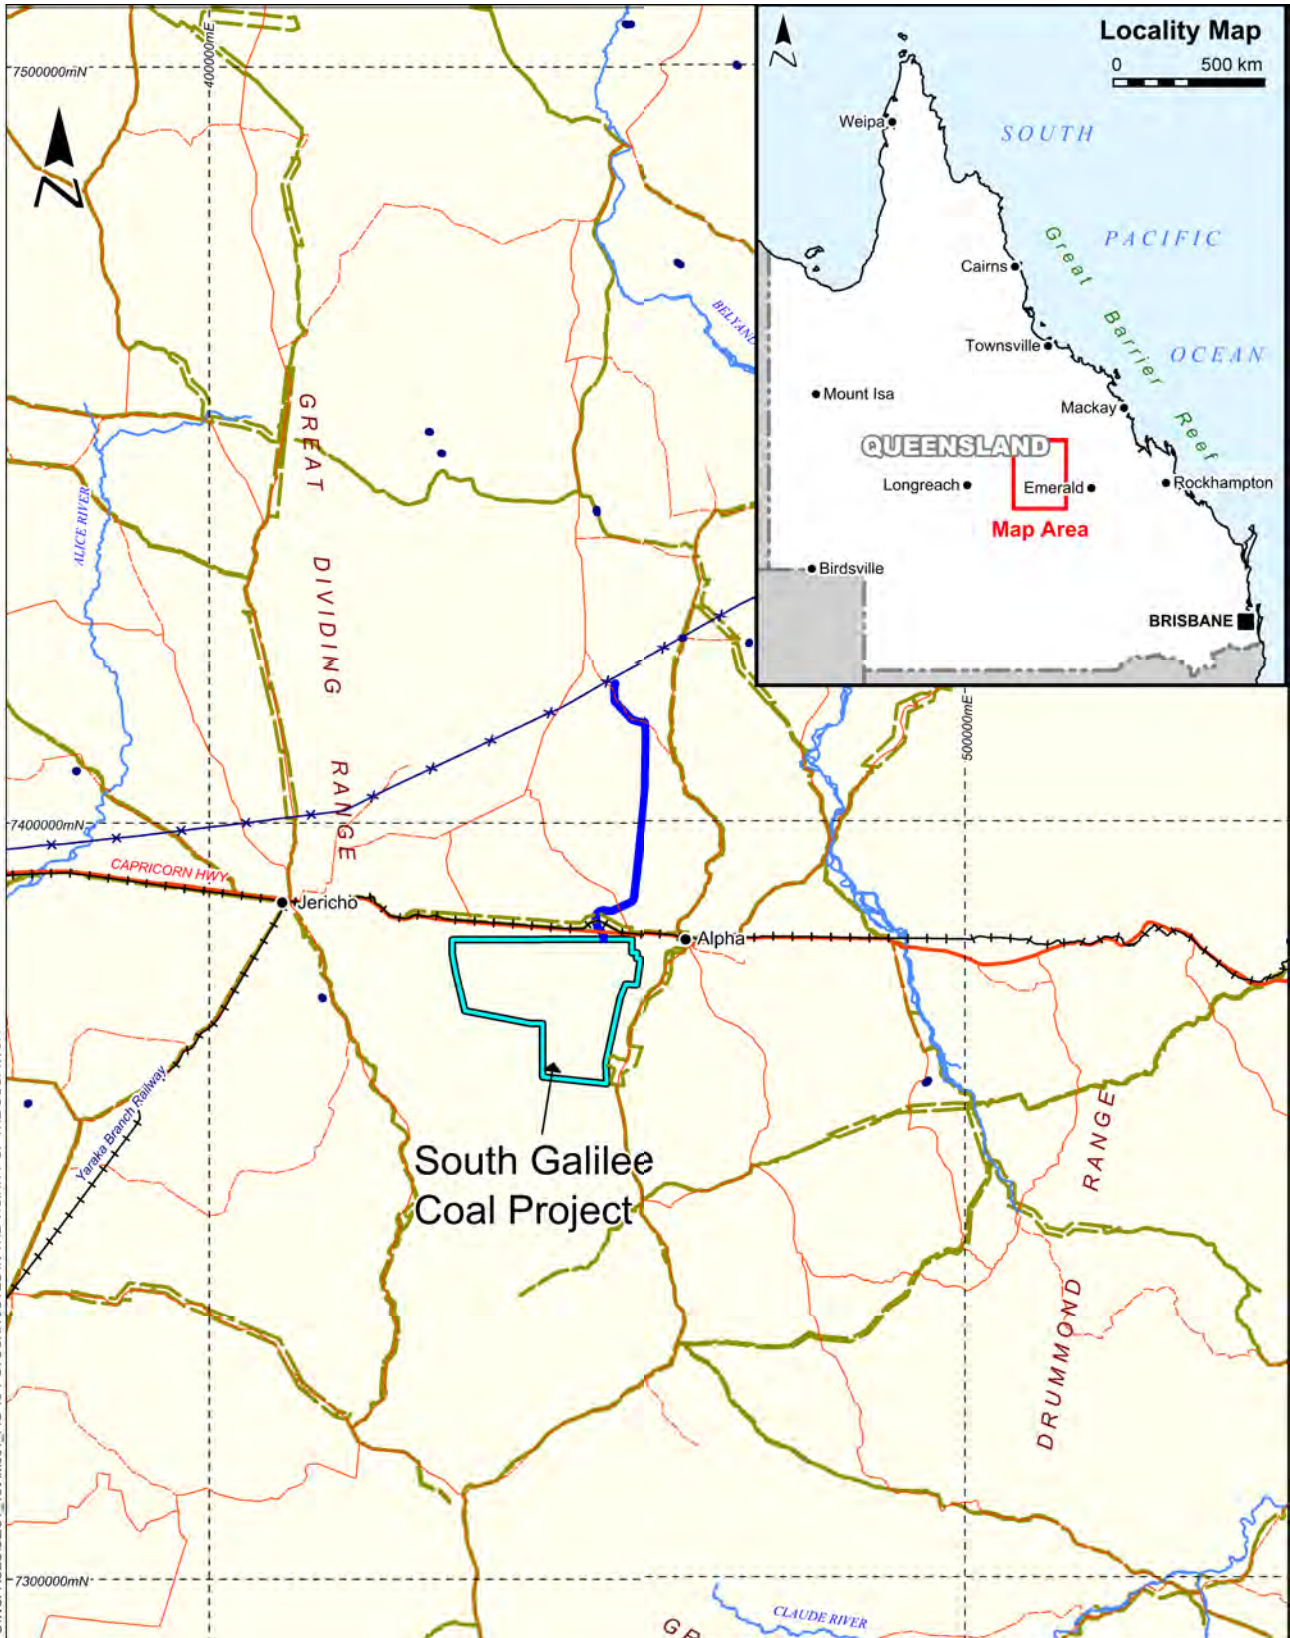 7500000mN
400000mE
Locality Map
0 500 km
Weipa
SOUTH
PACIFIC
OCEAN
Great Barrier Reef
Cairns
Townsville
Mount Isa
Mackay
QUEENSLAND
Longreach
Emerald
Rockhampton
Map Area
Birdsville
BRISBANE
BELYAND
GREAT DIVIDING RANGE
ALICE RIVER
500000mE
7400000mN
CAPRICORN HWY
Jericho
Alpha
Yaraka Branch Railway
South Galilee
Coal Project
DRUMMOND RANGE
7300000mN
CLAUDE RIVER